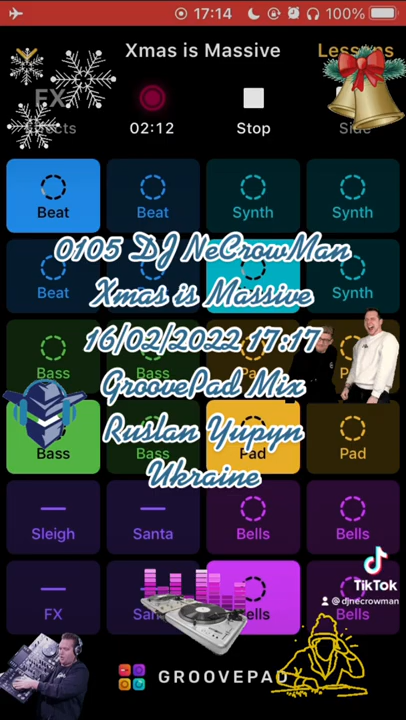 17:14 100%
Xmas is Massive Lessons
FX
Effects 02:12 Stop Side
Beat Beat Synth Synth
0105 DJ NeCrowMan
Beat Synth
Xmas is Massive
16/02/2022 17:17
Bass Bass
GroovePad Mix
Ruslan Yupyn
Bass Bass Pad Pad
Ukraine
Sleigh Santa Bells Bells
FX Bells Bells
TikTok
@djnecrowman
GROOVEPAD